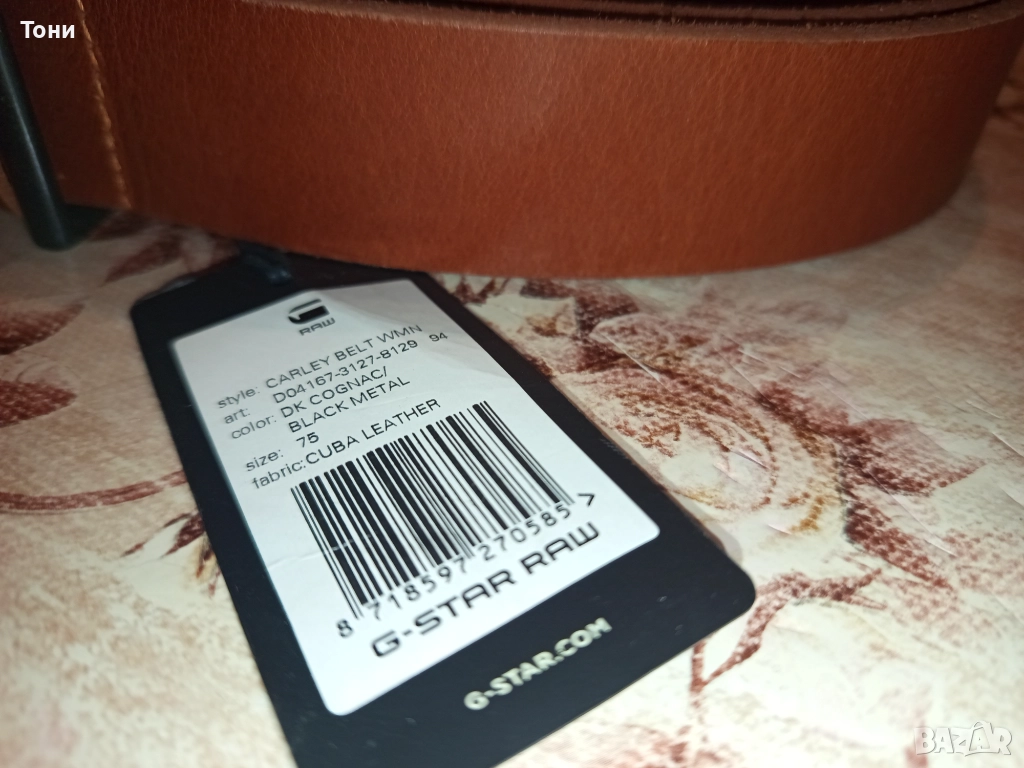 Тони
RAW
style: CARLEY BELT WMN
art: D04167-3127-8129 94
color: DK COGNAC/
BLACK METAL
size: 75
fabric: CUBA LEATHER
8 718597 270585 >
G-STAR RAW
G-STAR.COM
BAZAR